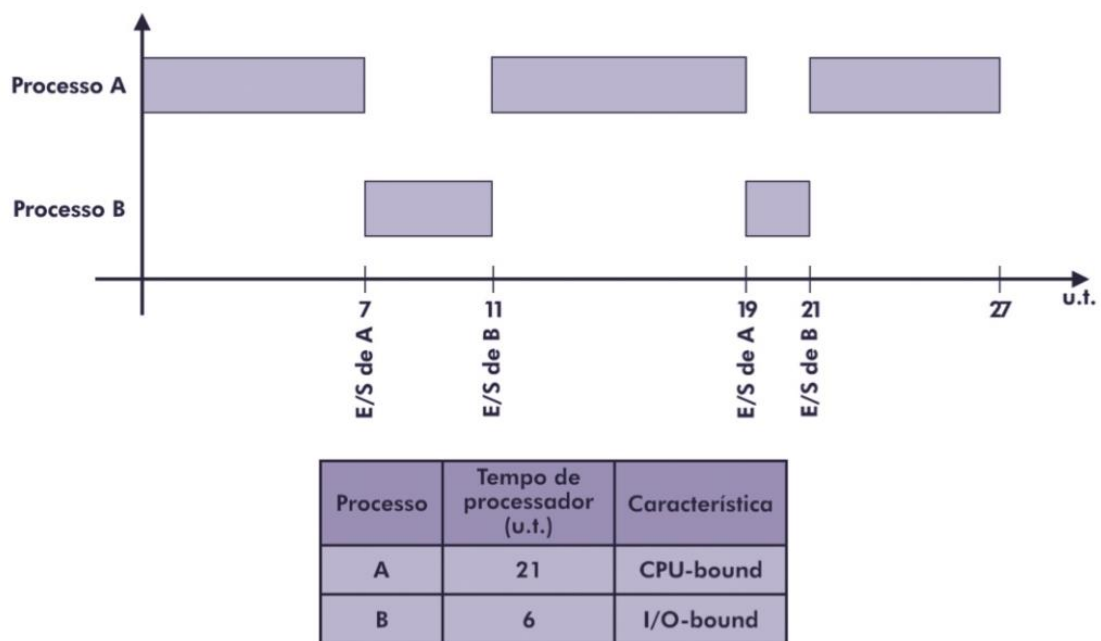 Processo A
Processo B
7
11
19
21
27
u.t.
E/S de A
E/S de B
E/S de A
E/S de B
Processo
Tempo de
processador
(u.t.)
Característica
A
21
CPU-bound
B
6
I/O-bound